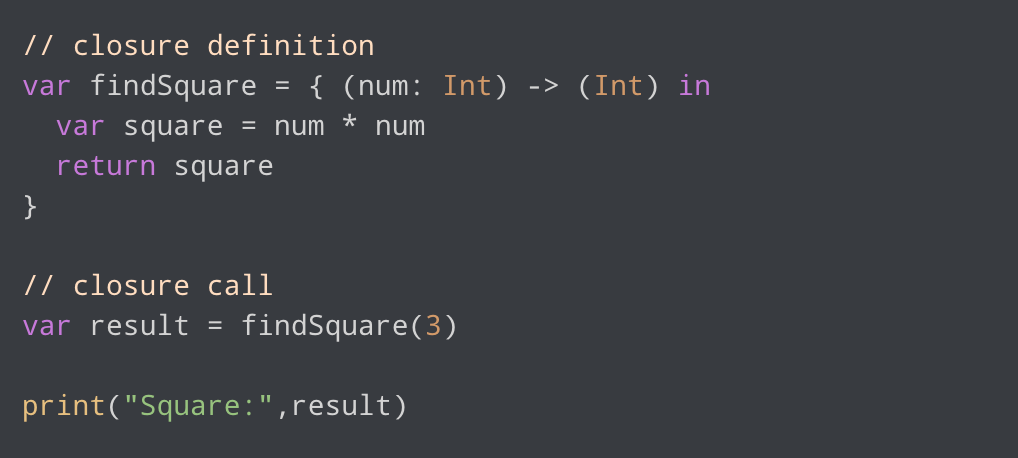 // closure definition
var findSquare = { (num: Int) -> (Int) in
  var square = num * num
  return square
}
// closure call
var result = findSquare(3)
print("Square:",result)